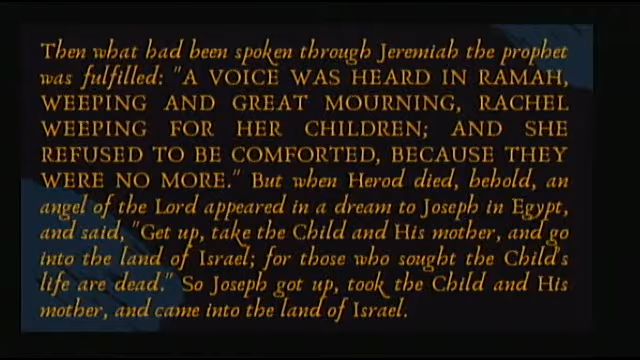 Then what had been spoken through Jeremiah the prophet
was fulfilled: "A VOICE WAS HEARD IN RAMAH,
WEEPING AND GREAT MOURNING, RACHEL
WEEPING FOR HER CHILDREN; AND SHE
REFUSED TO BE COMFORTED, BECAUSE THEY
WERE NO MORE." But when Herod died, behold, an
angel of the Lord appeared in a dream to Joseph in Egypt,
and said, "Get up, take the Child and His mother, and go
into the land of Israel; for those who sought the Child's
life are dead." So Joseph got up, took the Child and His
mother, and came into the land of Israel.